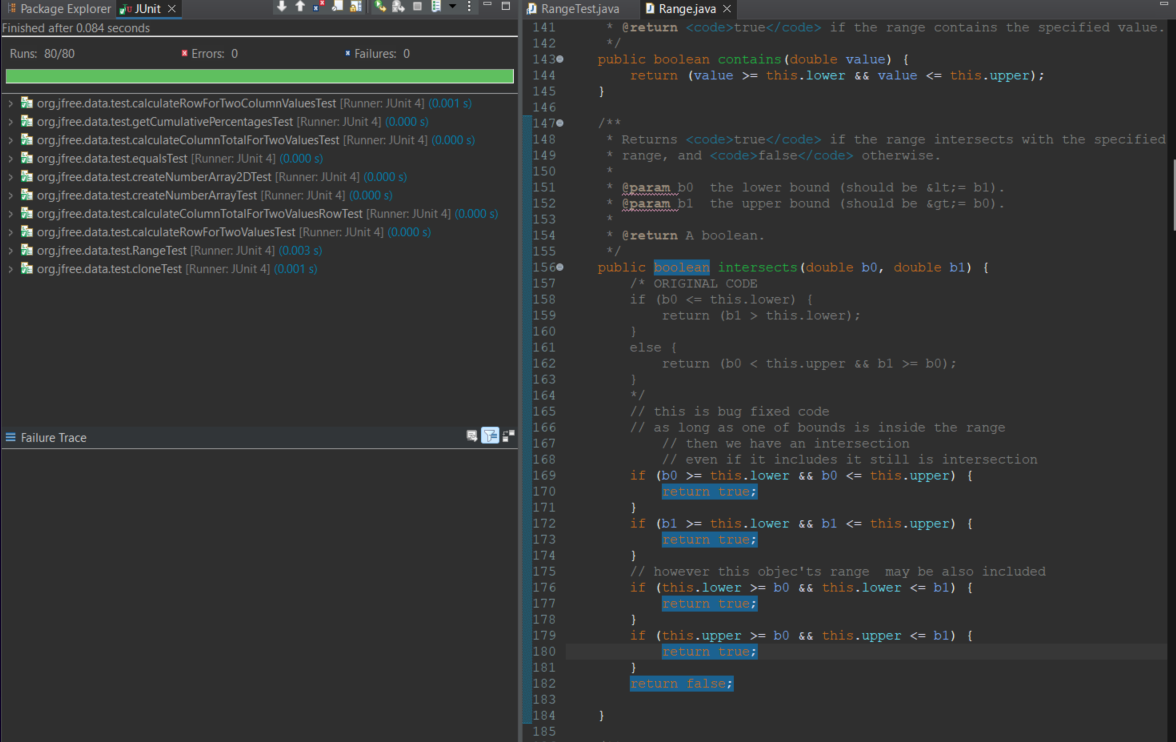 Package Explorer JUnit
Finished after 0.084 seconds
Runs: 80/80 Errors: 0 Failures: 0
org.jfree.data.test.calculateRowForTwoColumnValuesTest [Runner: JUnit 4] (0.001 s)
org.jfree.data.test.getCumulativePercentagesTest [Runner: JUnit 4] (0.000 s)
org.jfree.data.test.calculateColumnTotalForTwoValuesTest [Runner: JUnit 4] (0.000 s)
org.jfree.data.test.equalsTest [Runner: JUnit 4] (0.000 s)
org.jfree.data.test.createNumberArray2DTest [Runner: JUnit 4] (0.000 s)
org.jfree.data.test.createNumberArrayTest [Runner: JUnit 4] (0.000 s)
org.jfree.data.test.calculateColumnTotalForTwoValuesRowTest [Runner: JUnit 4] (0.000 s)
org.jfree.data.test.calculateRowForTwoValuesTest [Runner: JUnit 4] (0.000 s)
org.jfree.data.test.RangeTest [Runner: JUnit 4] (0.003 s)
org.jfree.data.test.cloneTest [Runner: JUnit 4] (0.001 s)
Failure Trace
RangeTest.java Range.java
141 * @return <code>true</code> if the range contains the specified value.
142 */
143 public boolean contains(double value) {
144 return (value >= this.lower && value <= this.upper);
145 }
146
147 /**
148 * Returns <code>true</code> if the range intersects with the specified
149 * range, and <code>false</code> otherwise.
150 *
151 * @param b0 the lower bound (should be &lt;= b1).
152 * @param b1 the upper bound (should be &gt;= b0).
153 *
154 * @return A boolean.
155 */
156 public boolean intersects(double b0, double b1) {
157 /* ORIGINAL CODE
158 if (b0 <= this.lower) {
159 return (b1 > this.lower);
160 }
161 else {
162 return (b0 < this.upper && b1 >= b0);
163 }
164 */
165 // this is bug fixed code
166 // as long as one of bounds is inside the range
167 // then we have an intersection
168 // even if it includes it still is intersection
169 if (b0 >= this.lower && b0 <= this.upper) {
170 return true;
171 }
172 if (b1 >= this.lower && b1 <= this.upper) {
173 return true;
174 }
175 // however this objec'ts range  may be also included
176 if (this.lower >= b0 && this.lower <= b1) {
177 return true;
178 }
179 if (this.upper >= b0 && this.upper <= b1) {
180 return true;
181 }
182 return false;
183
184 }
185